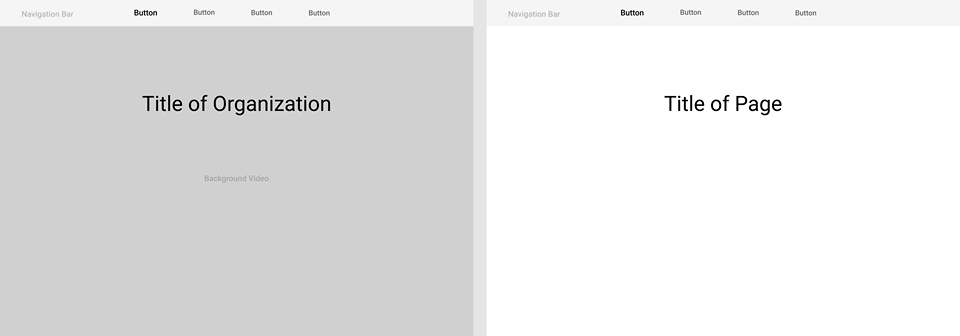 Navigation Bar Button Button Button Button
Title of Organization
Background Video
Navigation Bar Button Button Button Button
Title of Page